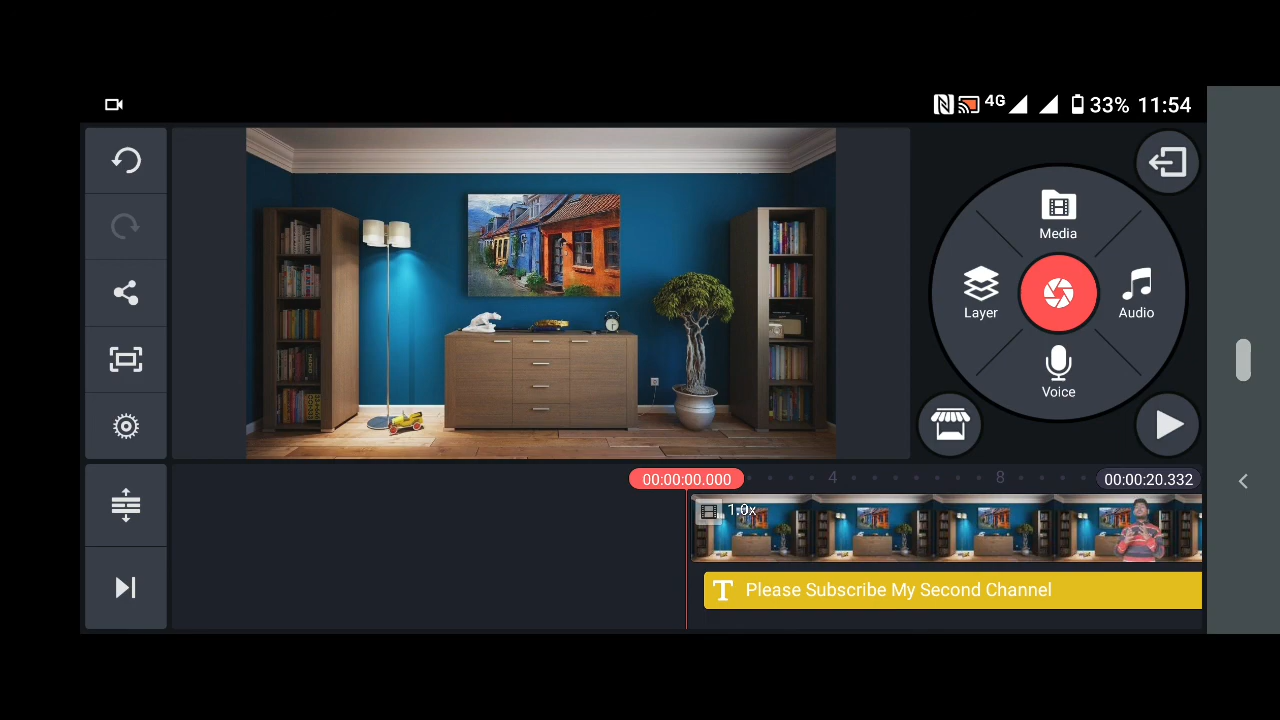 4G 33% 11:54
Media
Layer
Audio
Voice
00:00:00.000
4
8
00:00:20.332
1.0x
T Please Subscribe My Second Channel